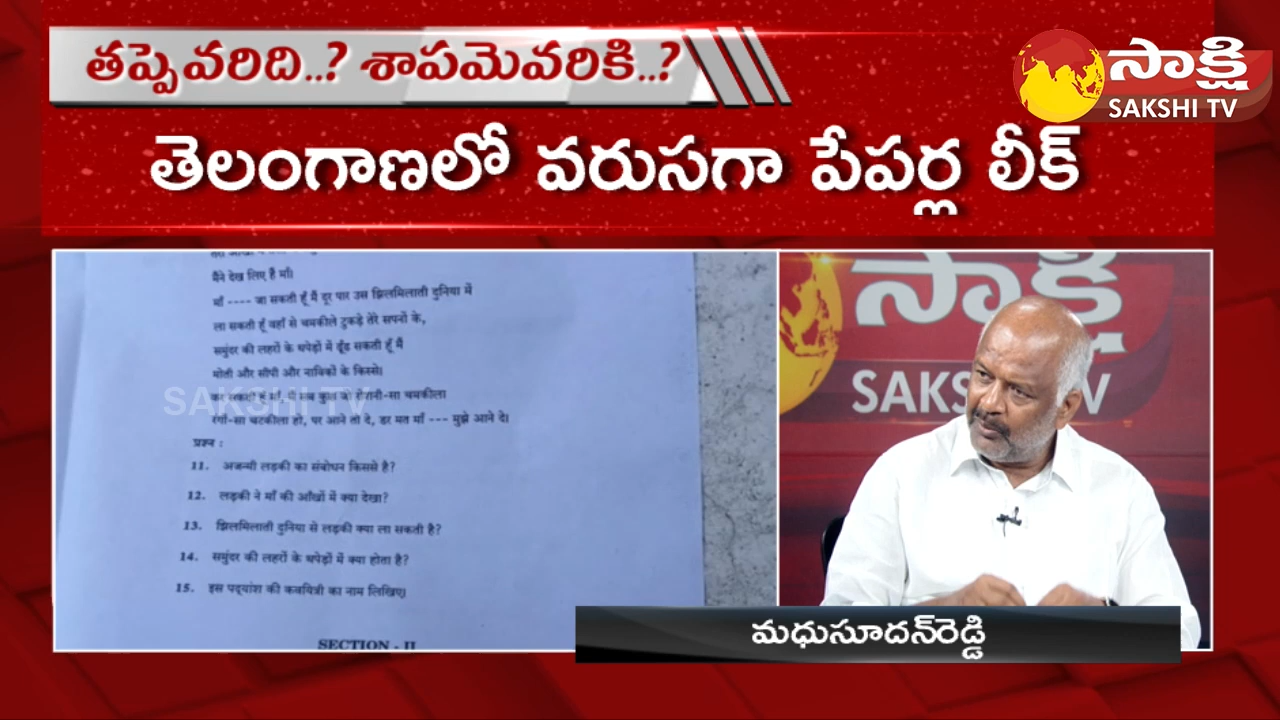 తప్పెవరిది..? శాపమెవరికి..?
సాక్షి
SAKSHI TV
తెలంగాణలో వరుసగా పేపర్ల లీక్
मैंने देख लिए हैं माँ।
माँ ---- जा सकती हूँ मैं दूर पार उस झिलमिलाती दुनिया में
ला सकती हूँ वहाँ से चमकीले टुकड़े तेरे सपनों के,
समुंदर की लहरों के थपेड़ों में ढूँढ सकती हूँ मैं
मोती और सीपी और नाविकों के किस्से।
SAKSHI TV
रंगों-सा चटकीला हो, पर आने तो दे, डर मत माँ --- मुझे आने दे।
प्रश्न :
11. अजन्मी लड़की का संबोधन किससे है?
12. लड़की ने माँ की आँखों में क्या देखा?
13. झिलमिलाती दुनिया से लड़की क्या ला सकती है?
14. समुंदर की लहरों के थपेड़ों में क्या होता है?
15. इस पद्यांश की कवयित्री का नाम लिखिए।
SECTION - II
సాక్షి
SAKSHI TV
మధుసూదన్‌రెడ్డి